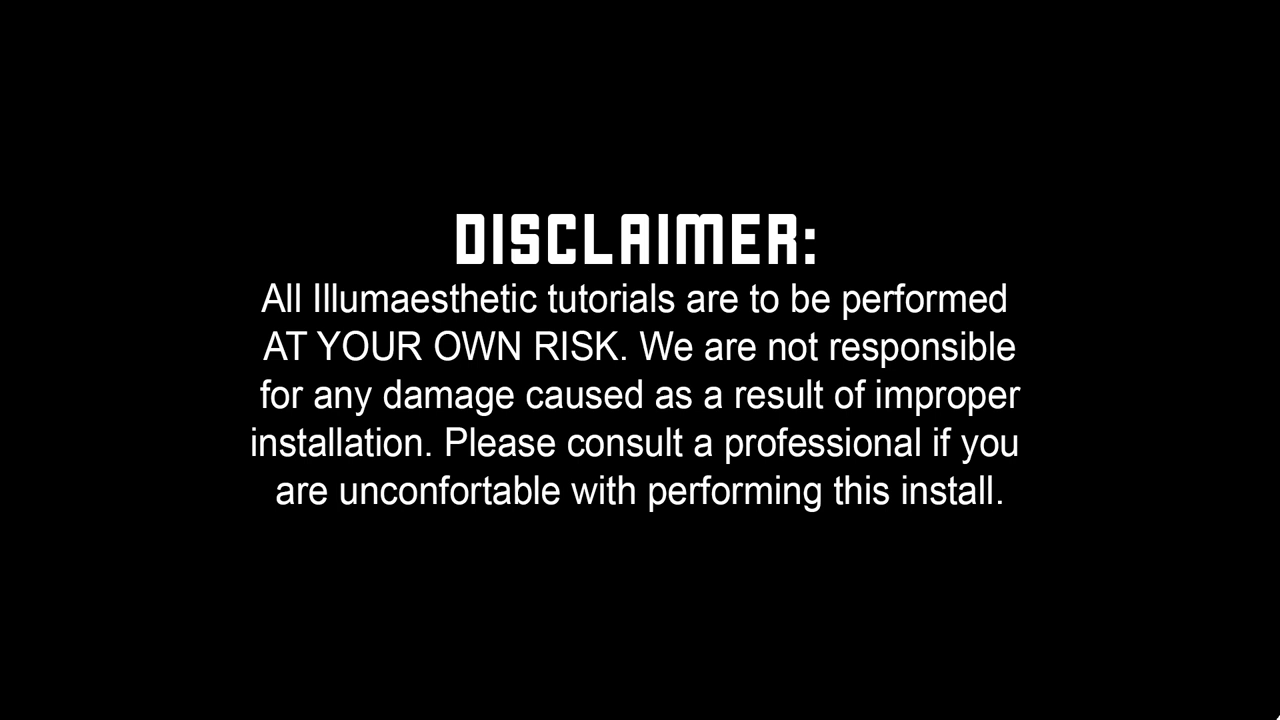 DISCLAIMER:
All Illumaesthetic tutorials are to be performed
AT YOUR OWN RISK. We are not responsible
for any damage caused as a result of improper
installation. Please consult a professional if you
are unconfortable with performing this install.